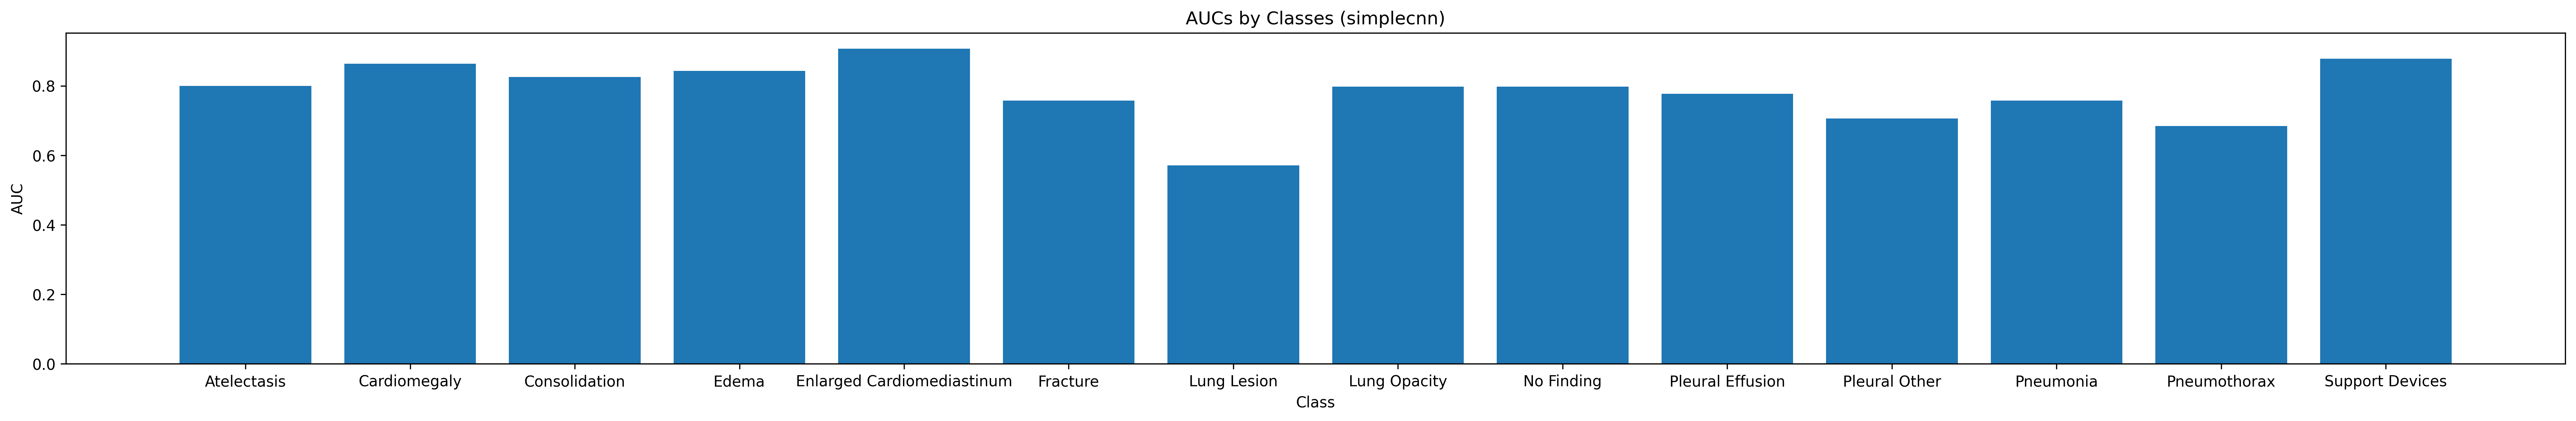 AUCs by Classes (simplecnn)
AUC
0.8
0.6
0.4
0.2
0.0
Atelectasis Cardiomegaly Consolidation Edema Enlarged Cardiomediastinum Fracture Lung Lesion Lung Opacity No Finding Pleural Effusion Pleural Other Pneumonia Pneumothorax Support Devices
Class